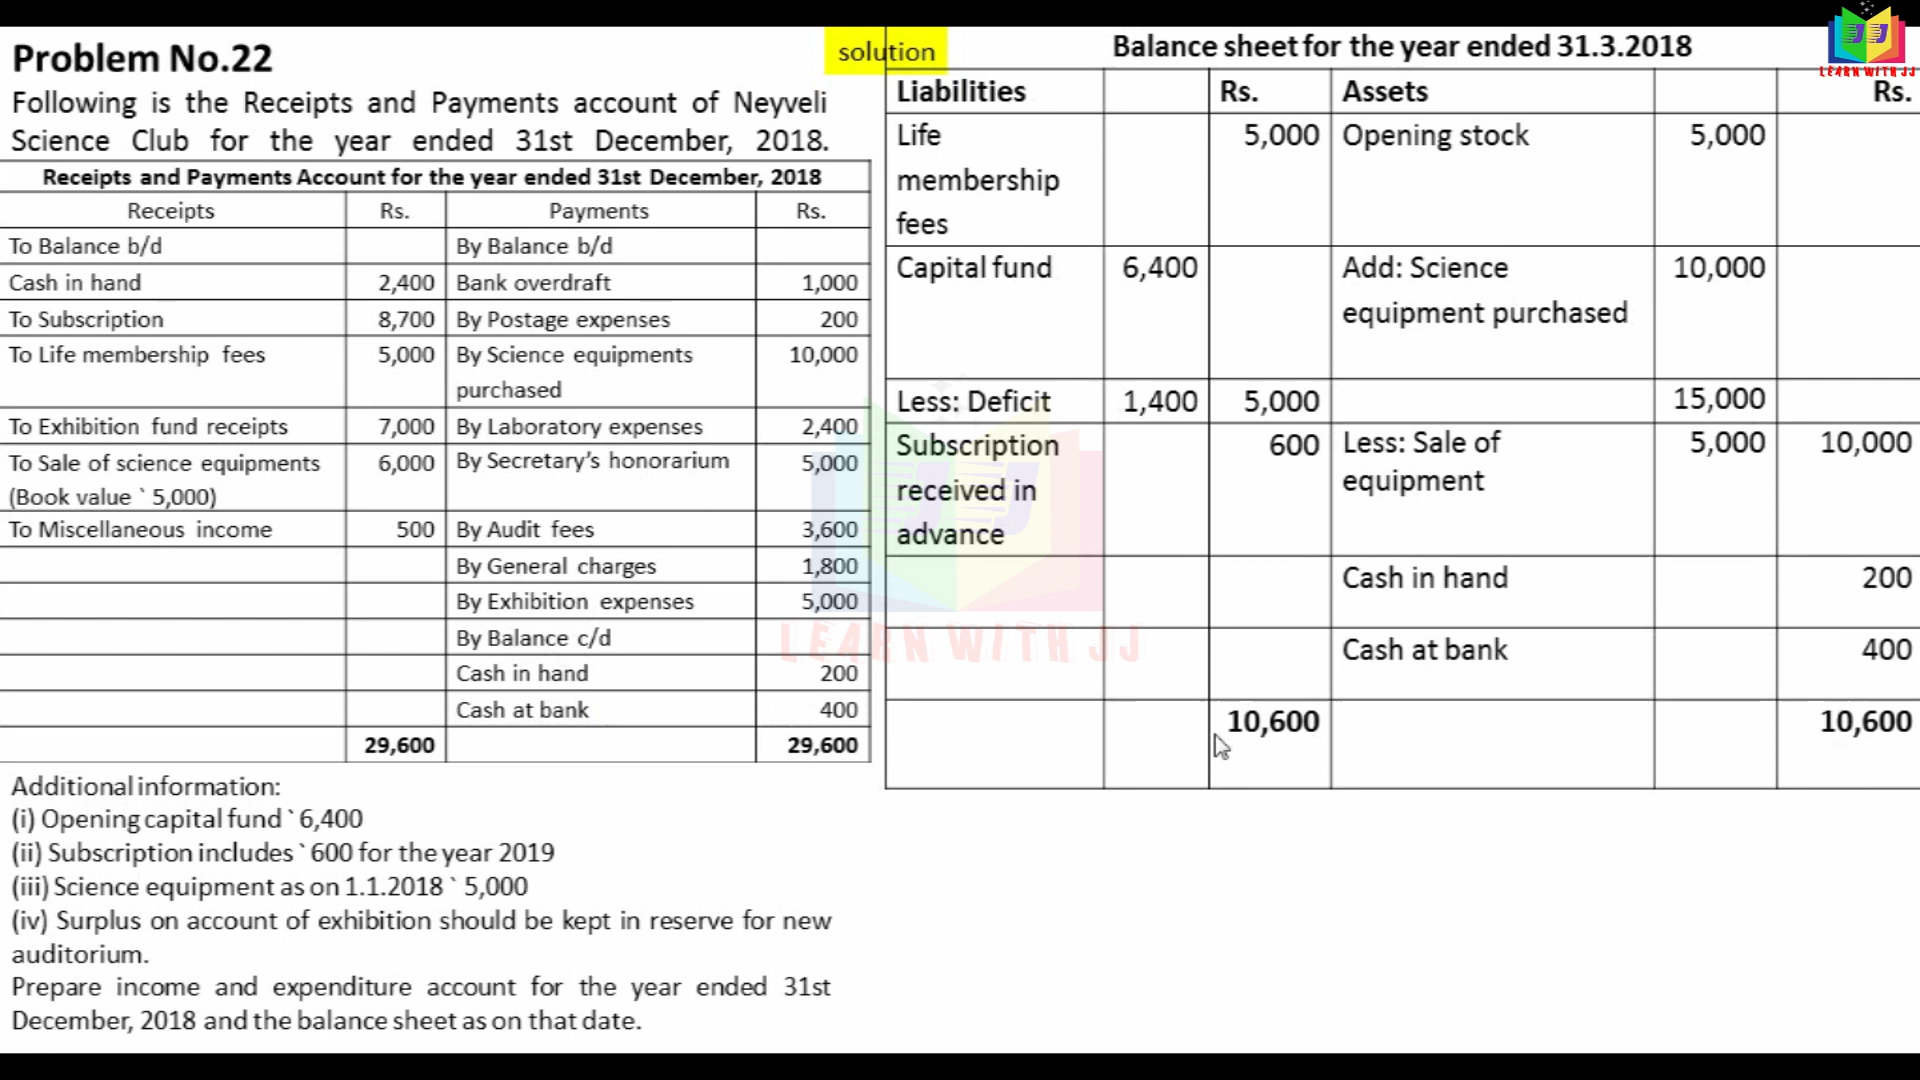 Problem No.22
Following is the Receipts and Payments account of Neyveli
Science Club for the year ended 31st December, 2018.
Receipts and Payments Account for the year ended 31st December, 2018
Receipts Rs. Payments Rs.
To Balance b/d By Balance b/d
Cash in hand 2,400 Bank overdraft 1,000
To Subscription 8,700 By Postage expenses 200
To Life membership fees 5,000 By Science equipments 10,000
purchased
To Exhibition fund receipts 7,000 By Laboratory expenses 2,400
To Sale of science equipments 6,000 By Secretary's honorarium 5,000
(Book value ` 5,000)
To Miscellaneous income 500 By Audit fees 3,600
By General charges 1,800
By Exhibition expenses 5,000
By Balance c/d
Cash in hand 200
Cash at bank 400
29,600 29,600
Additional information:
(i) Opening capital fund ` 6,400
(ii) Subscription includes ` 600 for the year 2019
(iii) Science equipment as on 1.1.2018 ` 5,000
(iv) Surplus on account of exhibition should be kept in reserve for new
auditorium.
Prepare income and expenditure account for the year ended 31st
December, 2018 and the balance sheet as on that date.
solution
Balance sheet for the year ended 31.3.2018
Liabilities Rs. Assets Rs.
Life 5,000 Opening stock 5,000
membership
fees
Capital fund 6,400 Add: Science 10,000
equipment purchased
Less: Deficit 1,400 5,000 15,000
Subscription 600 Less: Sale of 5,000 10,000
received in equipment
advance
Cash in hand 200
Cash at bank 400
10,600 10,600
JJ
LEARN WITH JJ
JJ
LEARN WITH JJ